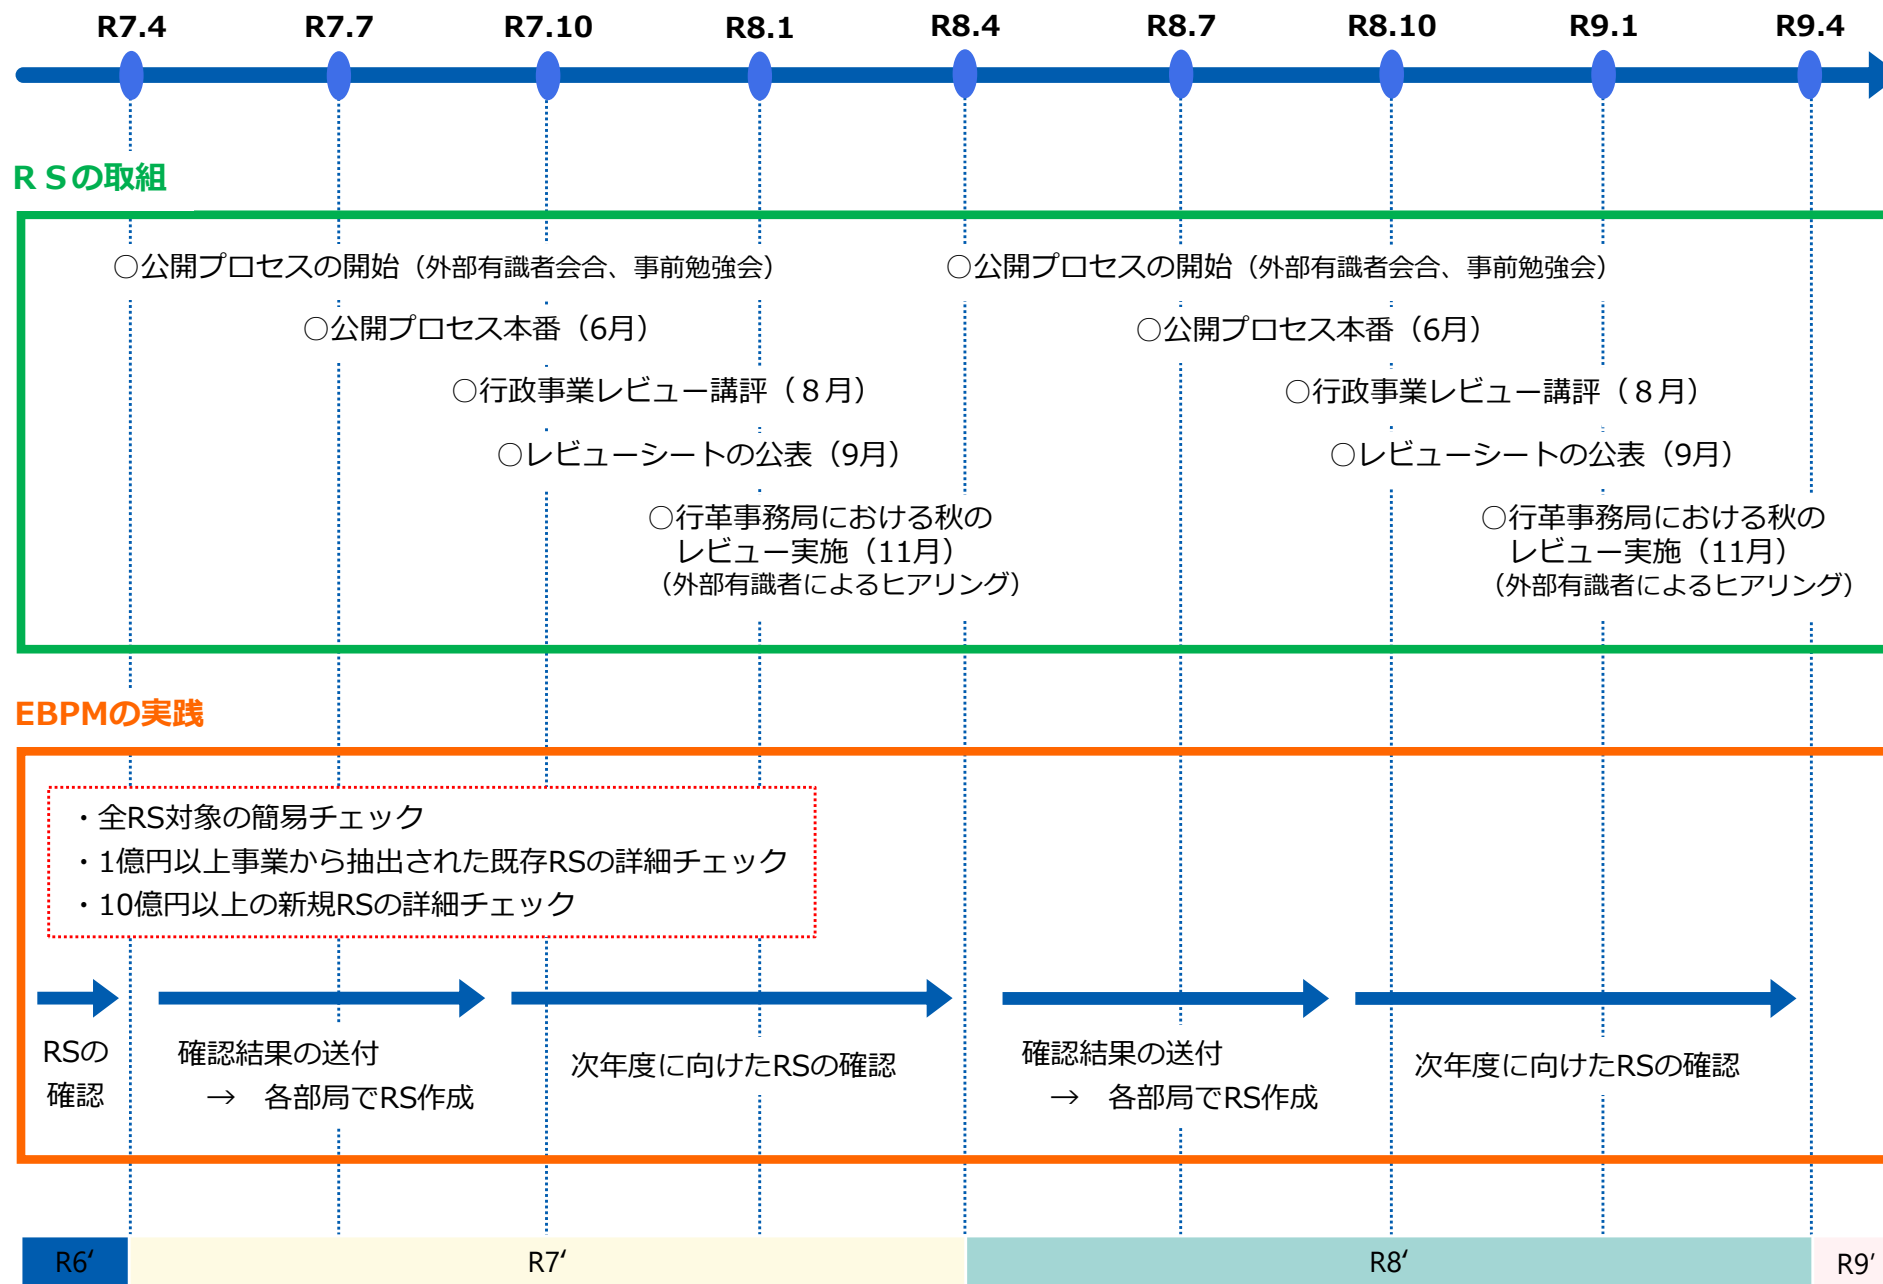 R7.4 R7.7 R7.10 R8.1 R8.4 R8.7 R8.10 R9.1 R9.4
ＲＳの取組
○公開プロセスの開始（外部有識者会合、事前勉強会） ○公開プロセスの開始（外部有識者会合、事前勉強会）
○公開プロセス本番（6月） ○公開プロセス本番（6月）
○行政事業レビュー講評（８月） ○行政事業レビュー講評（８月）
○レビューシートの公表（9月） ○レビューシートの公表（9月）
○行革事務局における秋の ○行革事務局における秋の
レビュー実施（11月） レビュー実施（11月）
（外部有識者によるヒアリング） （外部有識者によるヒアリング）
EBPMの実践
・全RS対象の簡易チェック
・1億円以上事業から抽出された既存RSの詳細チェック
・10億円以上の新規RSの詳細チェック
RSの
確認
確認結果の送付
→　各部局でRS作成
次年度に向けたRSの確認
確認結果の送付
→　各部局でRS作成
次年度に向けたRSの確認
R6‘ R7‘ R8‘ R9’